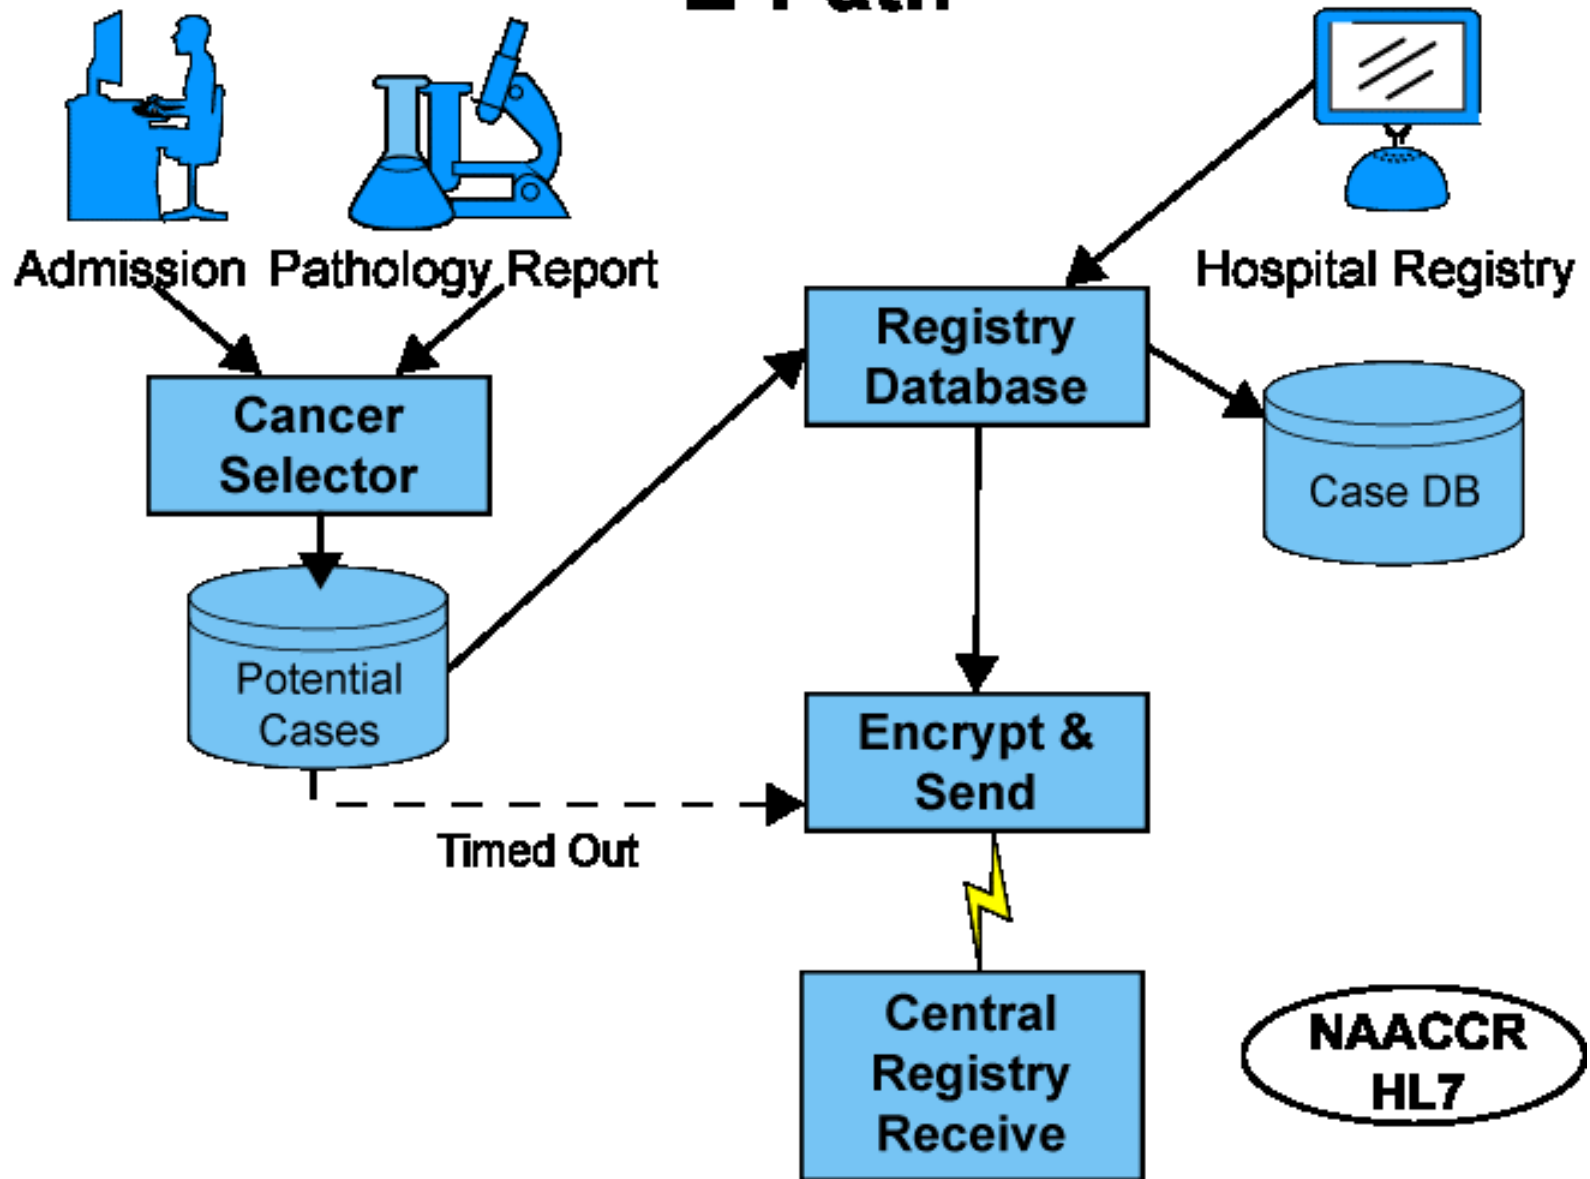 Admission
Pathology Report
Hospital Registry
Registry
Database
Cancer
Selector
Case DB
Potential
Cases
Encrypt &
Send
Timed Out
Central
Registry
Receive
NAACCR
HL7